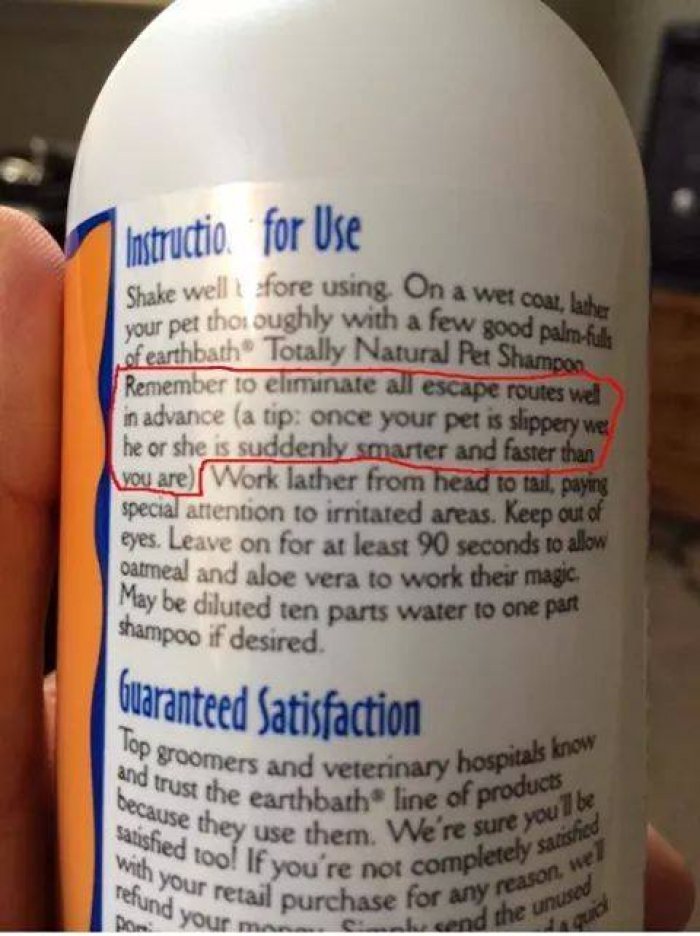 Instructio for Use
Shake well before using. On a wet coat, lather
your pet thoroughly with a few good palm-fulls
of earthbath® Totally Natural Pet Shampoo.
Remember to eliminate all escape routes well
in advance (a tip: once your pet is slippery wet,
he or she is suddenly smarter and faster than
you are). Work lather from head to tail, paying
special attention to irritated areas. Keep out of
eyes. Leave on for at least 90 seconds to allow
oatmeal and aloe vera to work their magic.
May be diluted ten parts water to one part
shampoo if desired.
Guaranteed Satisfaction
Top groomers and veterinary hospitals know
and trust the earthbath® line of products
because they use them. We're sure you'll be
satisfied too! If you're not completely satisfied
with your retail purchase for any reason, we'll
refund your money. Simply send the unused